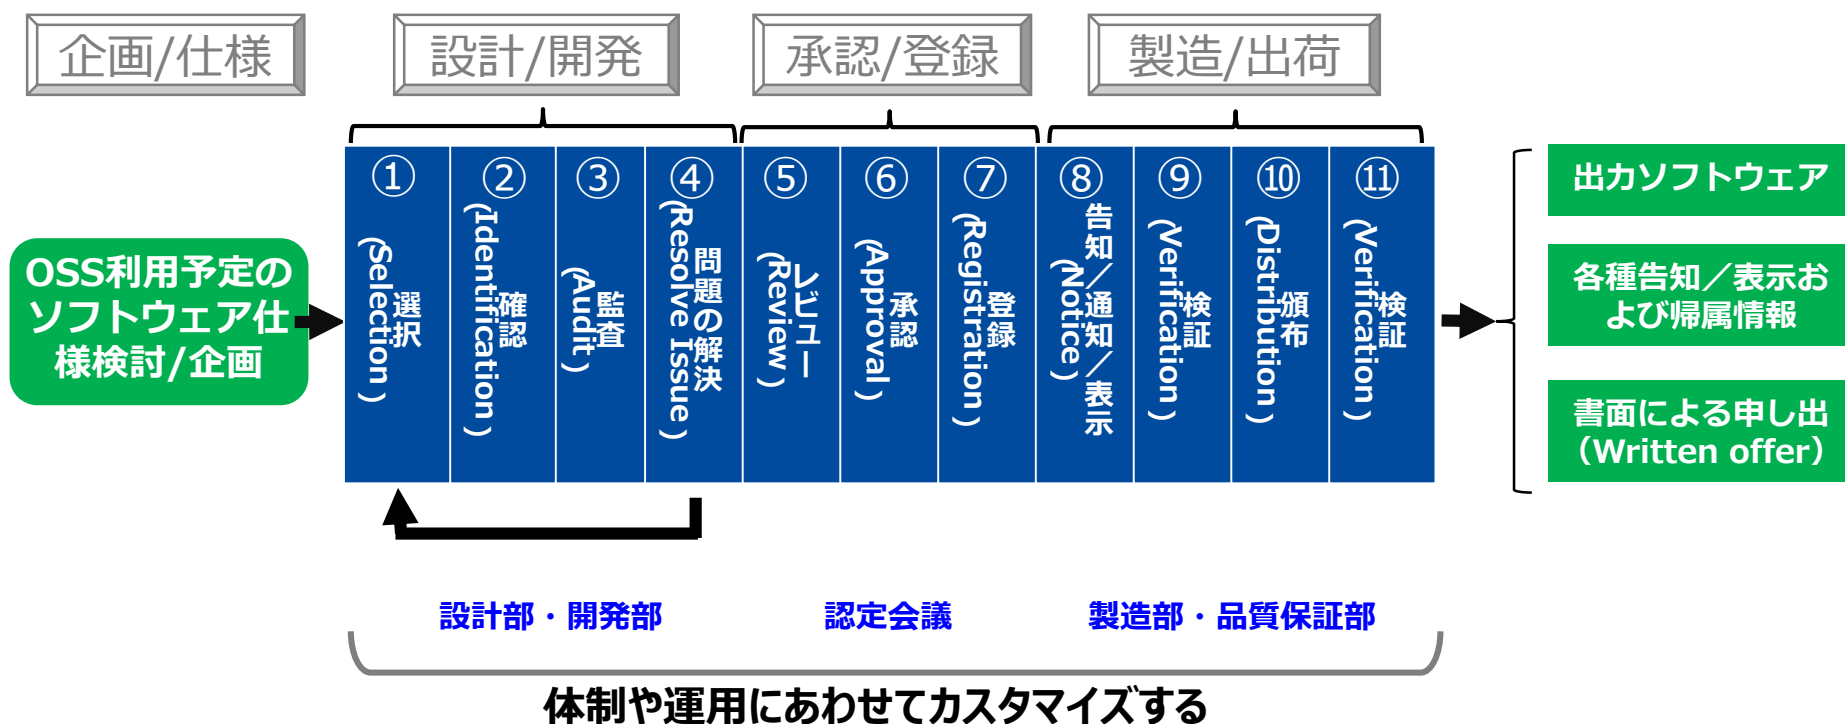 企画/仕様
設計/開発
承認/登録
製造/出荷
OSS利用予定の
ソフトウェア仕
様検討/企画
①
選択
(Selection)
②
確認
(Identification)
③
監査
(Audit)
④
問題の解決
(Resolve Issue)
⑤
レビュー
(Review)
⑥
承認
(Approval)
⑦
登録
(Registration)
⑧
告知／通知／表示
(Notice)
⑨
検証
(Verification)
⑩
頒布
(Distribution)
⑪
検証
(Verification)
出力ソフトウェア
各種告知／表示お
よび帰属情報
書面による申し出
（Written offer）
設計部・開発部
認定会議
製造部・品質保証部
体制や運用にあわせてカスタマイズする